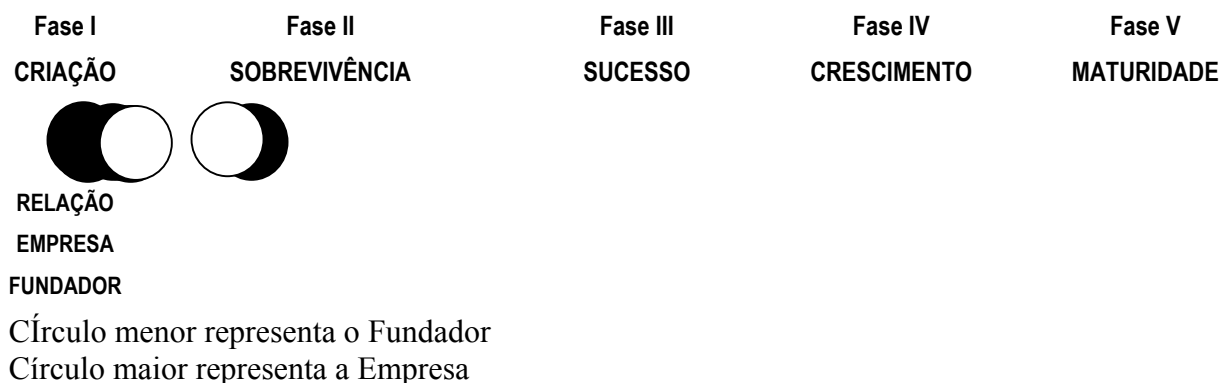 Fase I Fase II Fase III Fase IV Fase V
CRIAÇÃO SOBREVIVÊNCIA SUCESSO CRESCIMENTO MATURIDADE
RELAÇÃO
EMPRESA
FUNDADOR
CÍrculo menor representa o Fundador
Círculo maior representa a Empresa